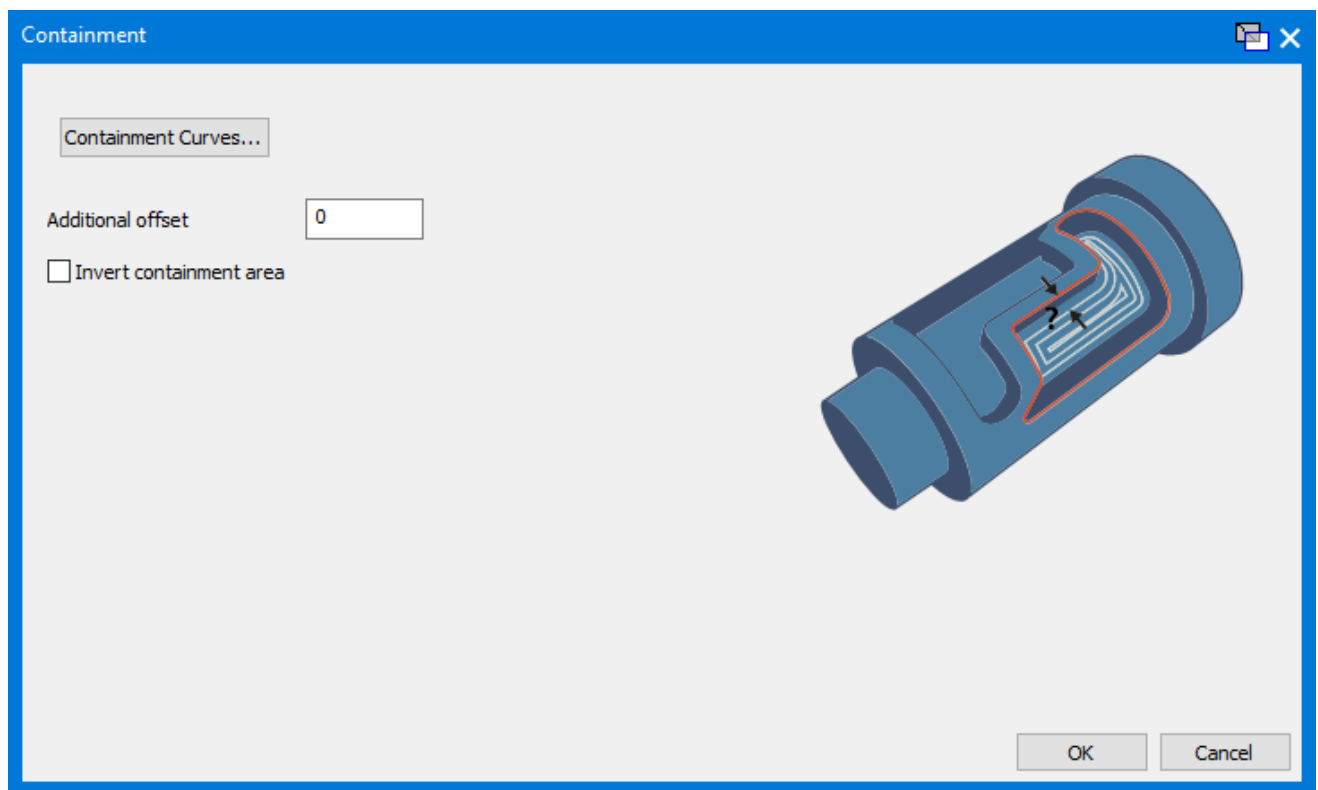 Containment
Containment Curves...
Additional offset
0
Invert containment area
?
OK
Cancel